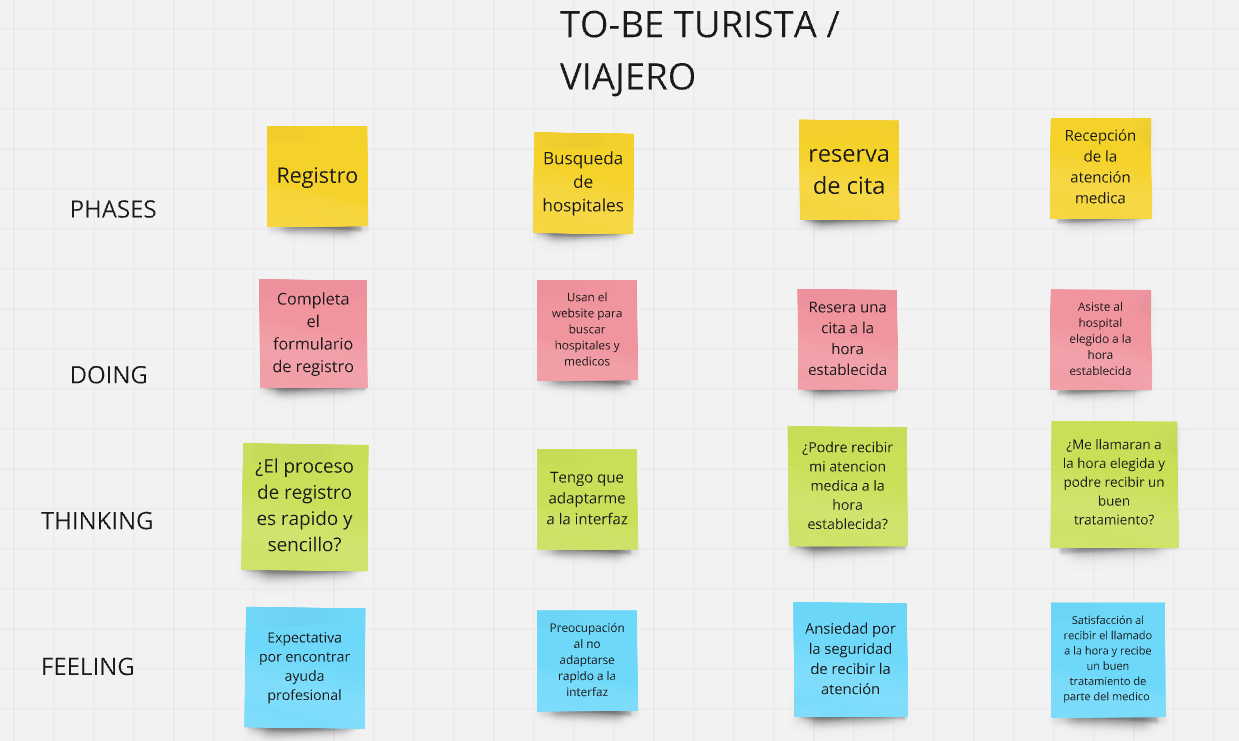 TO-BE TURISTA /
VIAJERO
PHASES
Registro
Busqueda
de
hospitales
reserva
de cita
Recepción
de la
atención
medica
DOING
Completa
el
formulario
de registro
Usan el
website para
buscar
hospitales y
medicos
Resera una
cita a la
hora
establecida
Asiste al
hospital
elegido a la
hora
establecida
THINKING
¿El proceso
de registro
es rapido y
sencillo?
Tengo que
adaptarme
a la interfaz
¿Podre recibir
mi atencion
medica a la
hora
establecida?
¿Me llamaran a
la hora elegida y
podre recibir un
buen
tratamiento?
FEELING
Expectativa
por encontrar
ayuda
profesional
Preocupación
al no
adaptarse
rapido a la
interfaz
Ansiedad por
la seguridad
de recibir la
atención
Satisfacción al
recibir el llamado
a la hora y recibe
un buen
tratamiento de
parte del medico